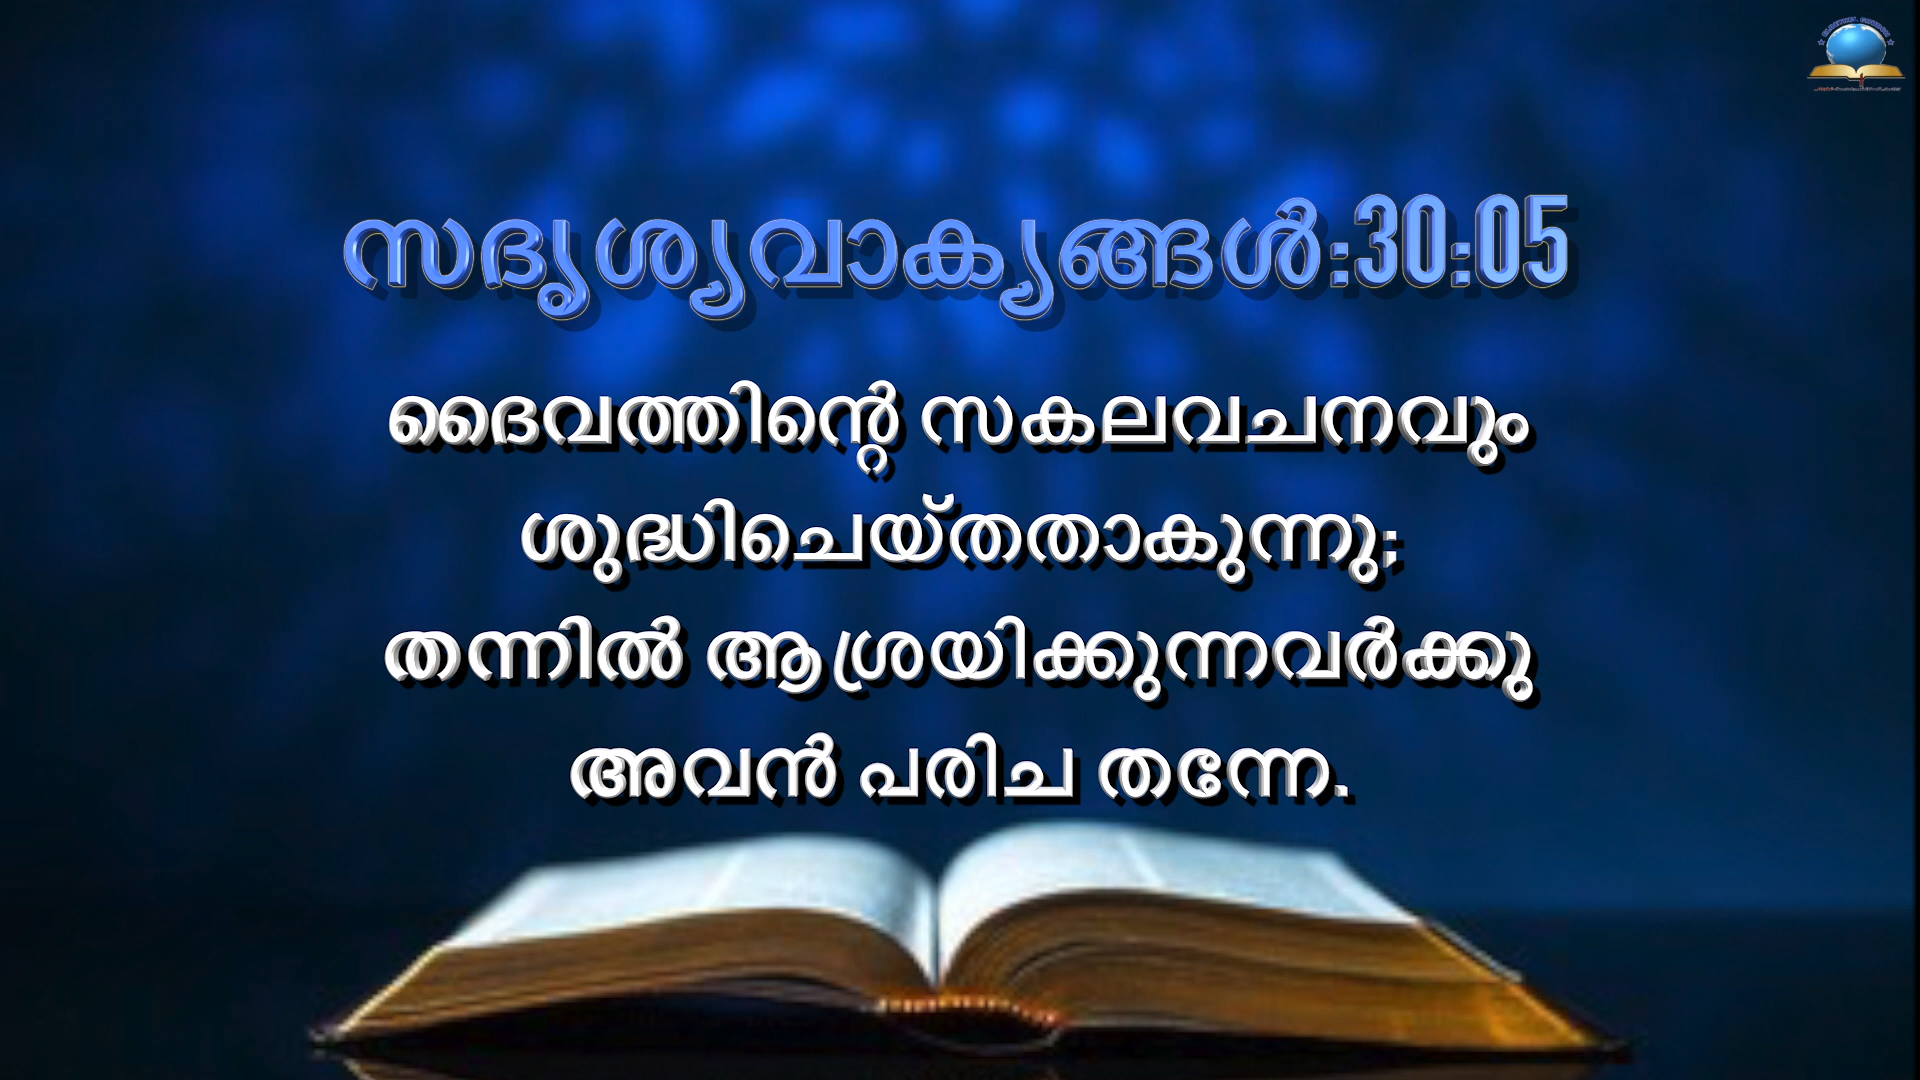 സദൃശ്യവാക്യങ്ങൾ:30:05
ദൈവത്തിന്റെ സകലവചനവും
ശുദ്ധിചെയ്തതാകുന്നു;
തന്നിൽ ആശ്രയിക്കുന്നവർക്കു
അവൻ പരിച തന്നേ.